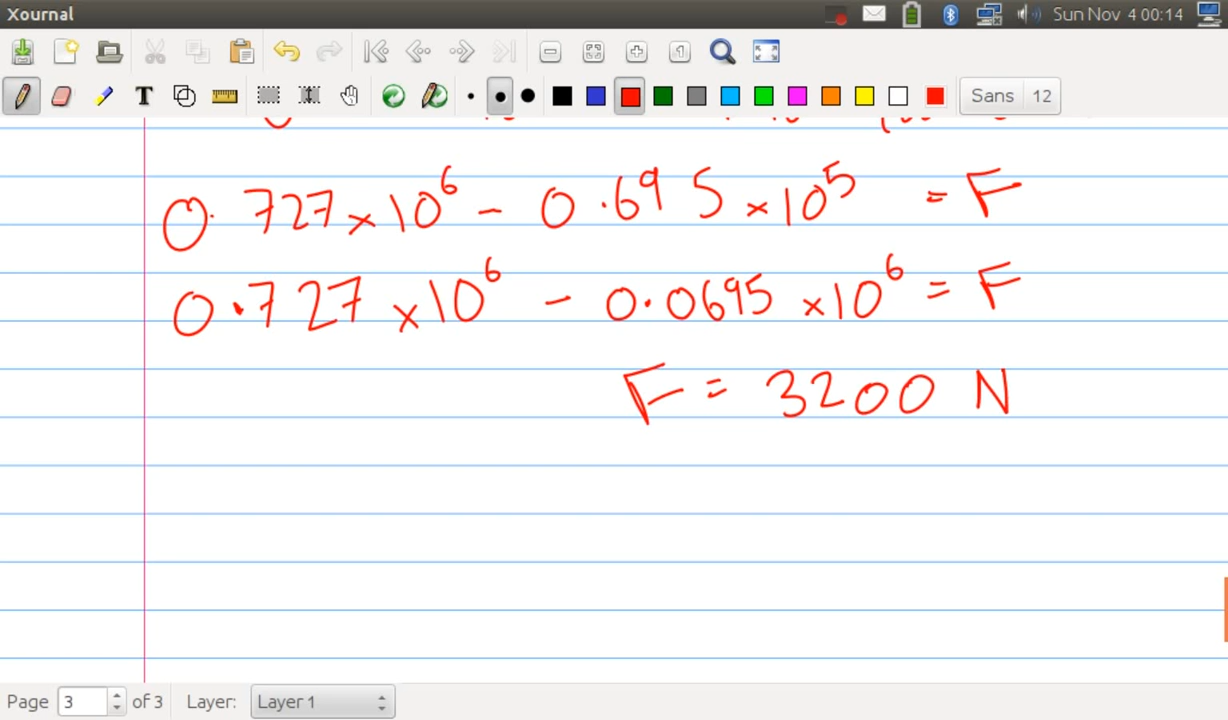 Xournal
Sun Nov 4 00:14
T
Sans 12
0.727×10⁶ - 0.695×10⁵ = F
0.727×10⁶ - 0.0695×10⁶ = F
F = 3200 N
Page 3 of 3 Layer: Layer 1